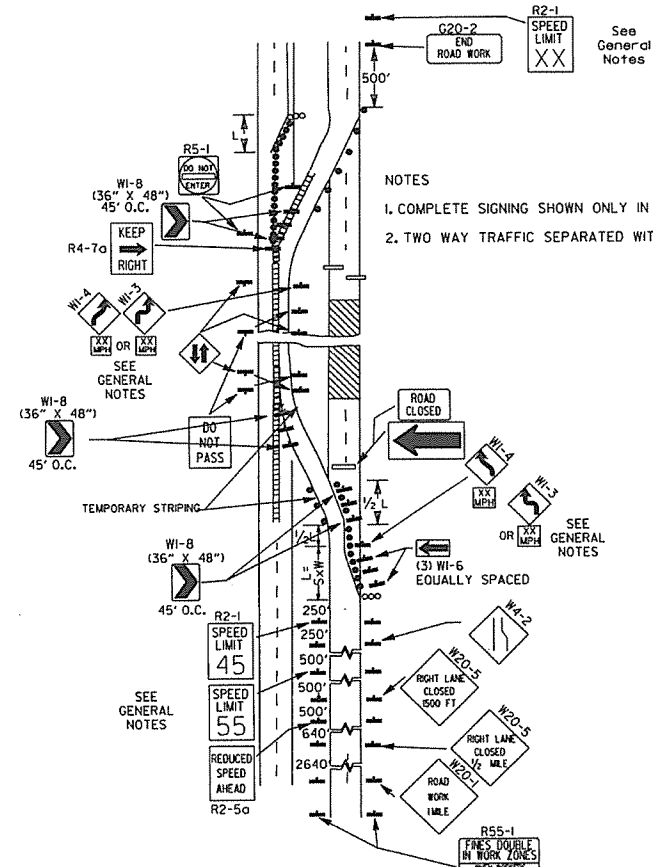 R2-1
SPEED
LIMIT
XX
See
General
Notes
G20-2
END
ROAD WORK
500'
L
R5-1
DO NOT
ENTER
W1-8
(36" X 48")
45' O.C.
KEEP
RIGHT
R4-7a
NOTES
1. COMPLETE SIGNING SHOWN ONLY IN
2. TWO WAY TRAFFIC SEPARATED WIT
W1-4
W1-3
XX
MPH
OR
XX
MPH
SEE
GENERAL
NOTES
W1-8
(36" X 48")
45' O.C.
DO
NOT
PASS
ROAD
CLOSED
W1-4
XX
MPH
W1-3
OR
XX
MPH
SEE
GENERAL
NOTES
TEMPORARY STRIPING
1/2 L
1/2 L
L=
SxW
W1-8
(36" X 48")
45' O.C.
(3) W1-6
EQUALLY SPACED
250'
250'
500'
500'
500'
640'
2640'
R2-1
SPEED
LIMIT
45
SPEED
LIMIT
55
SEE
GENERAL
NOTES
REDUCED
SPEED
AHEAD
R2-5a
W4-2
W20-5
RIGHT LANE
CLOSED
1500 FT
W20-5
RIGHT LANE
CLOSED
1/2 MILE
W20-1
ROAD
WORK
1 MILE
R55-1
FINES DOUBLE
IN WORK ZONES